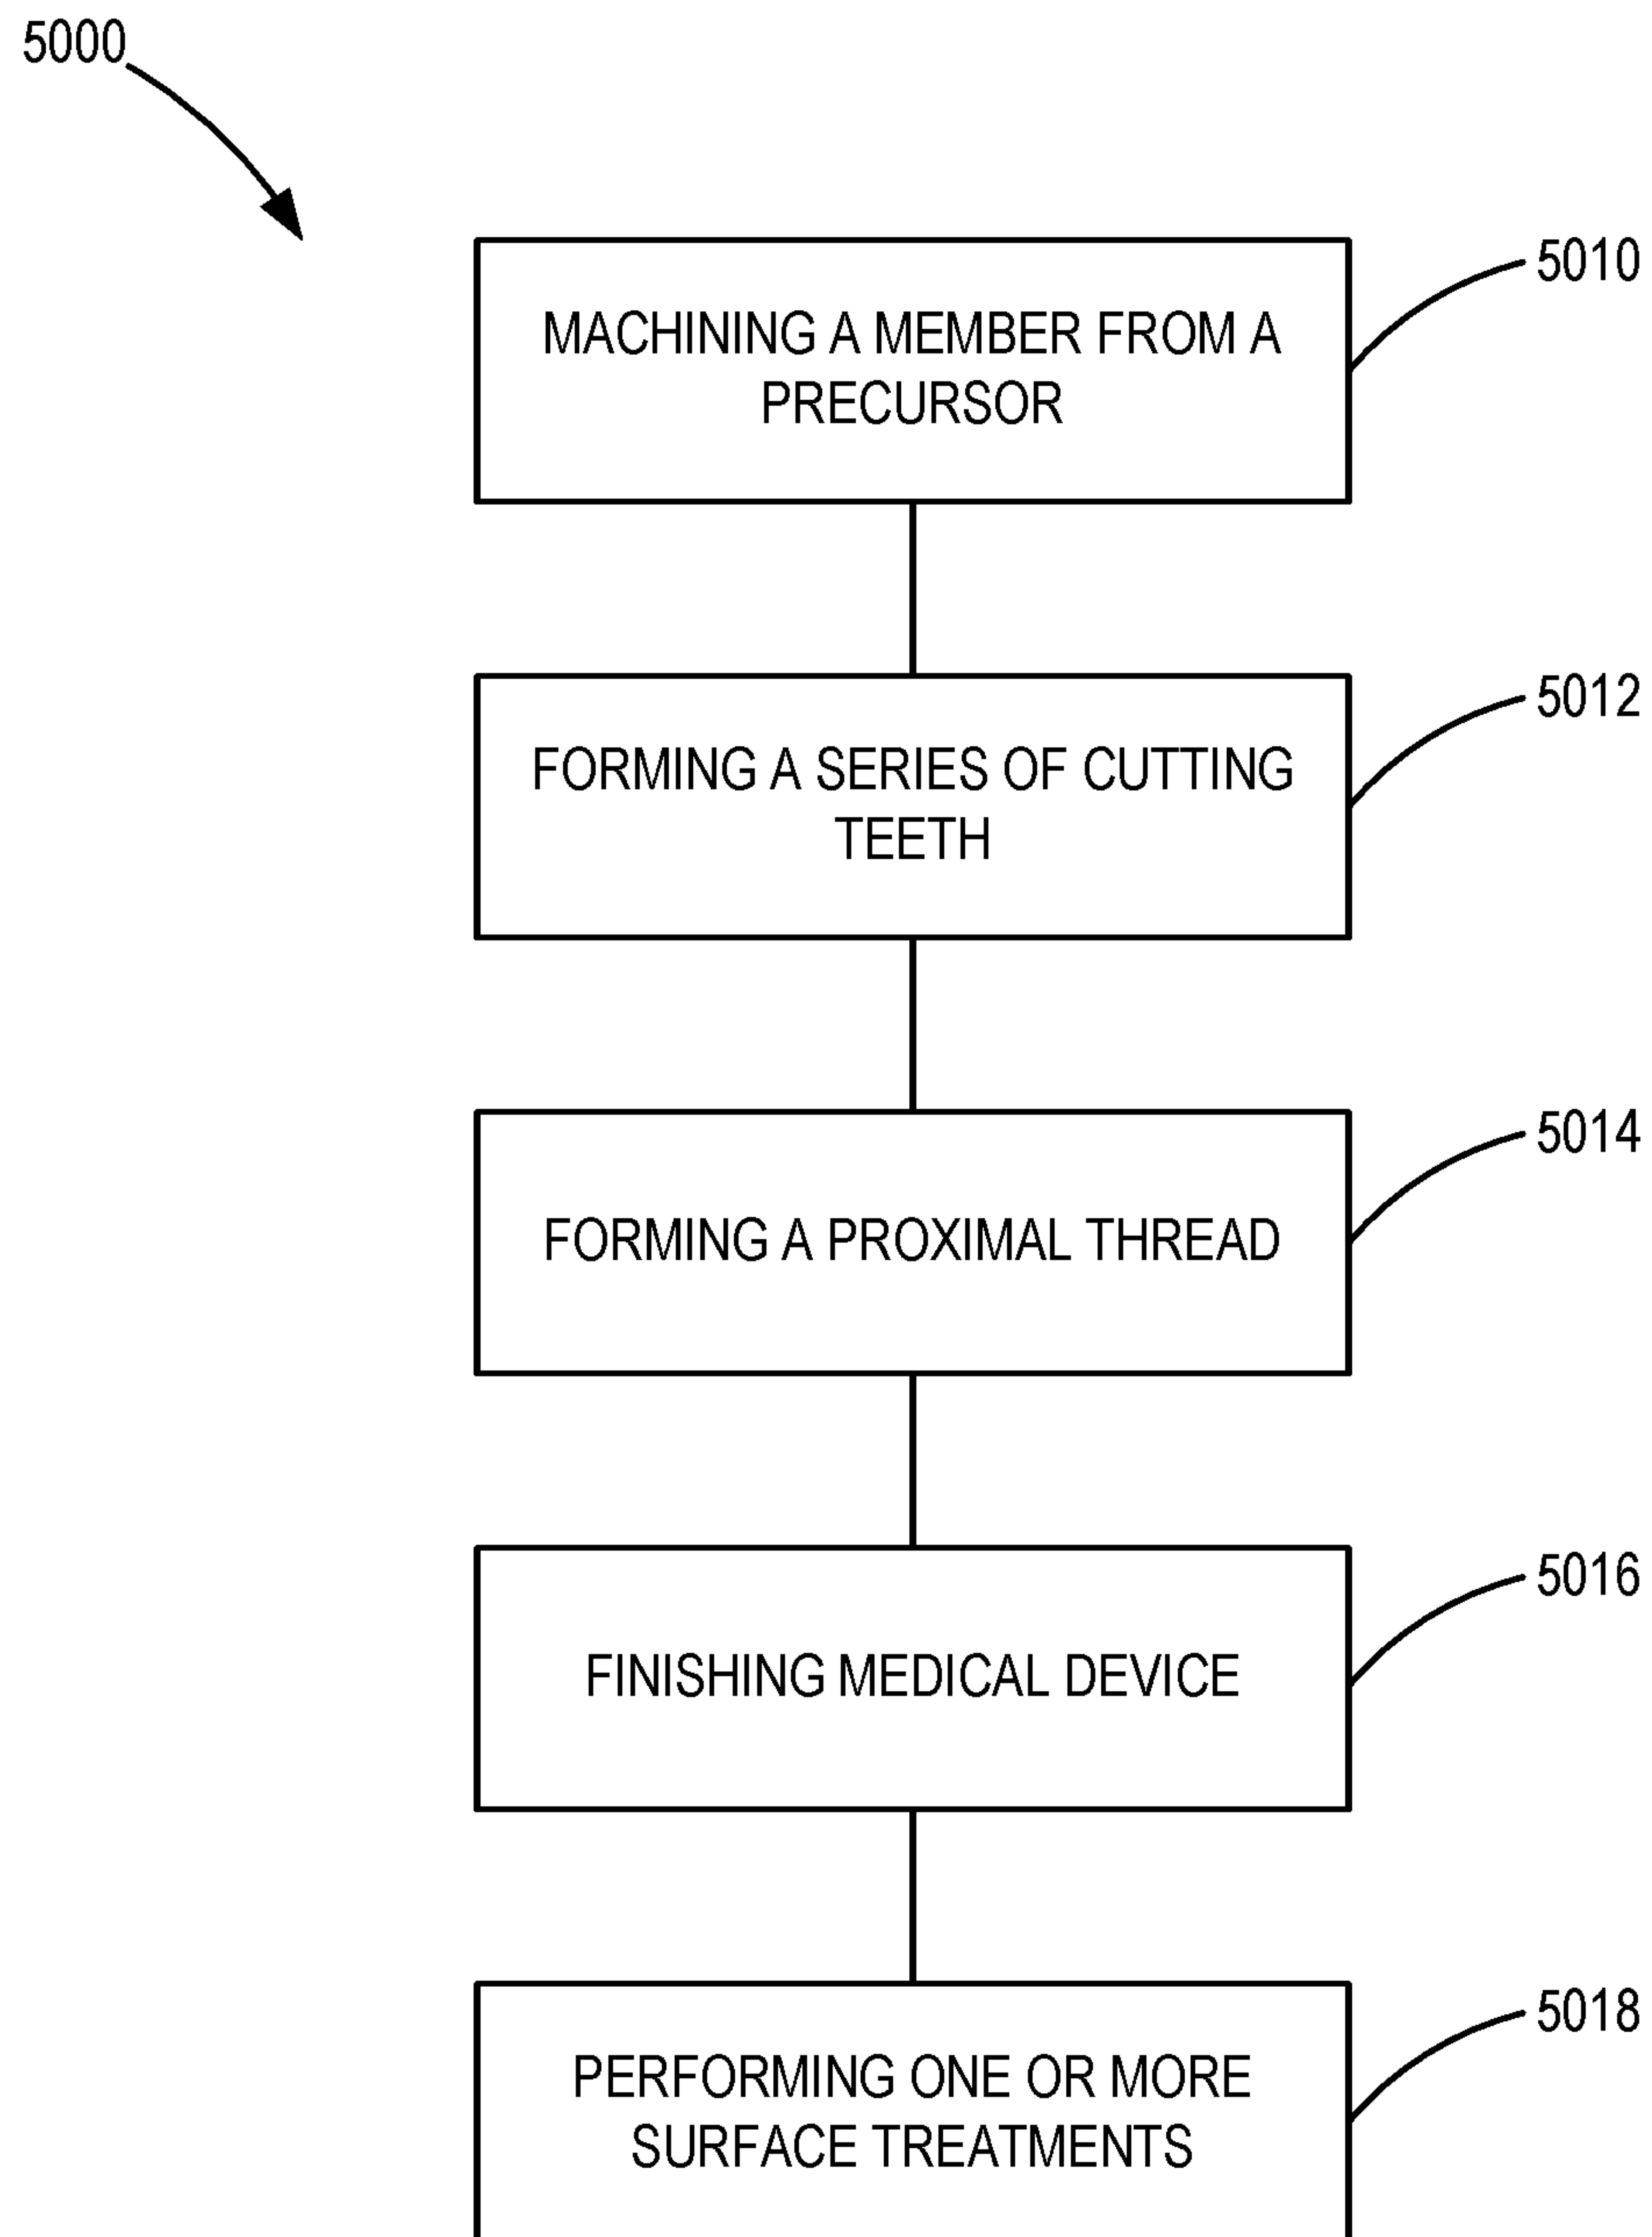 5000
5010
MACHINING A MEMBER FROM A
PRECURSOR
5012
FORMING A SERIES OF CUTTING
TEETH
5014
FORMING A PROXIMAL THREAD
5016
FINISHING MEDICAL DEVICE
5018
PERFORMING ONE OR MORE
SURFACE TREATMENTS